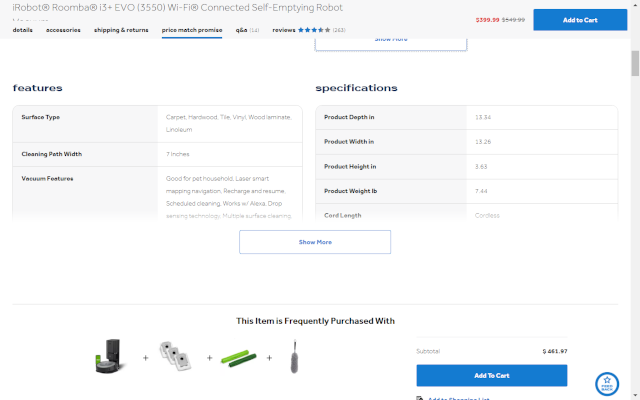 iRobot® Roomba® i3+ EVO (3550) Wi-Fi® Connected Self-Emptying Robot
$399.99 $549.99
Add to Cart
details accessories shipping & returns price match promise q&a (14) reviews (263)
Show More
features
specifications
Surface Type
Carpet, Hardwood, Tile, Vinyl, Wood laminate,
Linoleum
Cleaning Path Width
7 Inches
Vacuum Features
Good for pet household, Laser smart
mapping navigation, Recharge and resume,
Scheduled cleaning, Works w/ Alexa, Drop
sensing technology, Multiple surface cleaning,
Product Depth in
13.34
Product Width in
13.26
Product Height in
3.63
Product Weight lb
7.44
Cord Length
Cordless
Show More
This Item is Frequently Purchased With
+ + +
Subtotal
$ 461.97
Add To Cart
Add to Shopping List
FEED
BACK